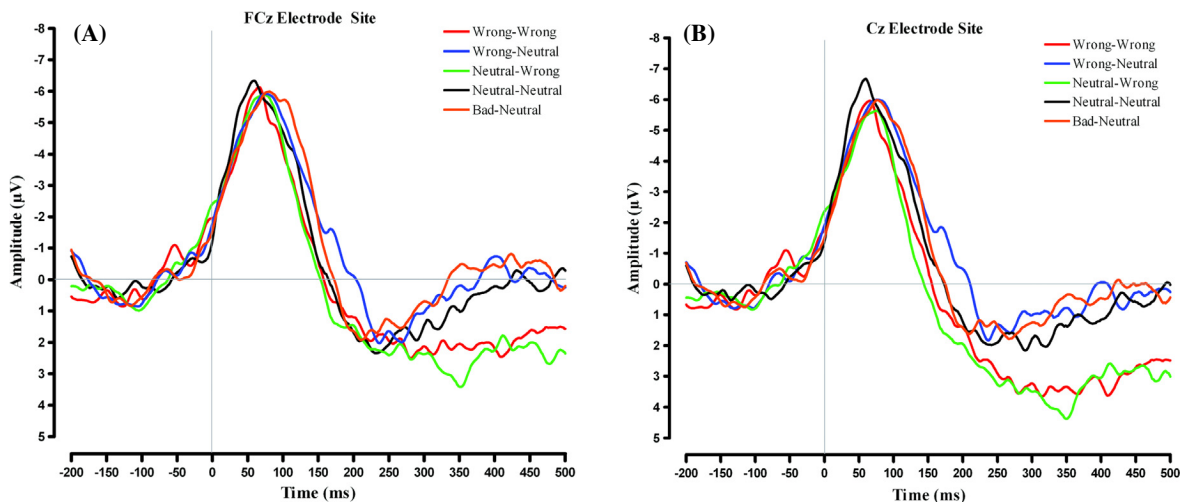 FCz Electrode Site
(A)
Wrong-Wrong
Wrong-Neutral
Neutral-Wrong
Neutral-Neutral
Bad-Neutral
Amplitude (µV)
-8
-7
-6
-5
-4
-3
-2
-1
0
1
2
3
4
5
-200 -150 -100 -50 0 50 100 150 200 250 300 350 400 450 500
Time (ms)
Cz Electrode Site
(B)
Wrong-Wrong
Wrong-Neutral
Neutral-Wrong
Neutral-Neutral
Bad-Neutral
Amplitude (µV)
-8
-7
-6
-5
-4
-3
-2
-1
0
1
2
3
4
5
-200 -150 -100 -50 0 50 100 150 200 250 300 350 400 450 500
Time (ms)